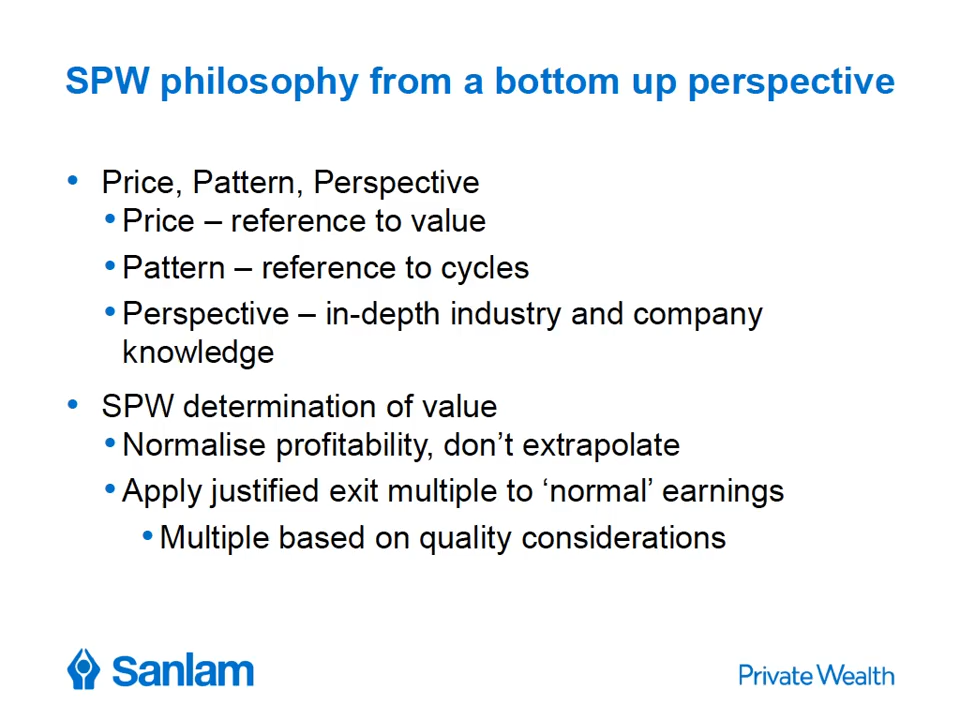 SPW philosophy from a bottom up perspective
• Price, Pattern, Perspective
• Price – reference to value
• Pattern – reference to cycles
• Perspective – in-depth industry and company
knowledge
• SPW determination of value
• Normalise profitability, don’t extrapolate
• Apply justified exit multiple to ‘normal’ earnings
• Multiple based on quality considerations
Sanlam
Private Wealth